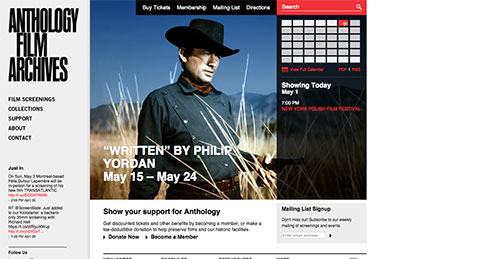 ANTHOLOGY
FILM
ARCHIVES
FILM SCREENINGS
COLLECTIONS
SUPPORT
ABOUT
CONTACT
Just In
On Sun, May 3 Montreal-based
Félix Dufour-Laperrière will be
in-person for a screening of his
new film TRANSATLANTIC
- 2:59 PM April 30
RT @ScreenSlate: Just added
to our Kickstarter: a backers-
only 35mm screening with
Richard Hell
Buy Tickets Membership Mailing List Directions
Search
01
View Full Calendar PDF RSS
Showing Today
May 1
7:00 PM
NEW YORK POLISH FILM FESTIVAL
“WRITTEN” BY PHILIP
YORDAN
May 15 – May 24
Show your support for Anthology
Get discounted tickets and other benefits by becoming a member, or make a
tax-deductible donation to help preserve films and our historic facilities.
Donate Now Become a Member
Mailing List Signup
Don't miss out! Subscribe to our weekly
mailing of screenings and events.
Enter email address